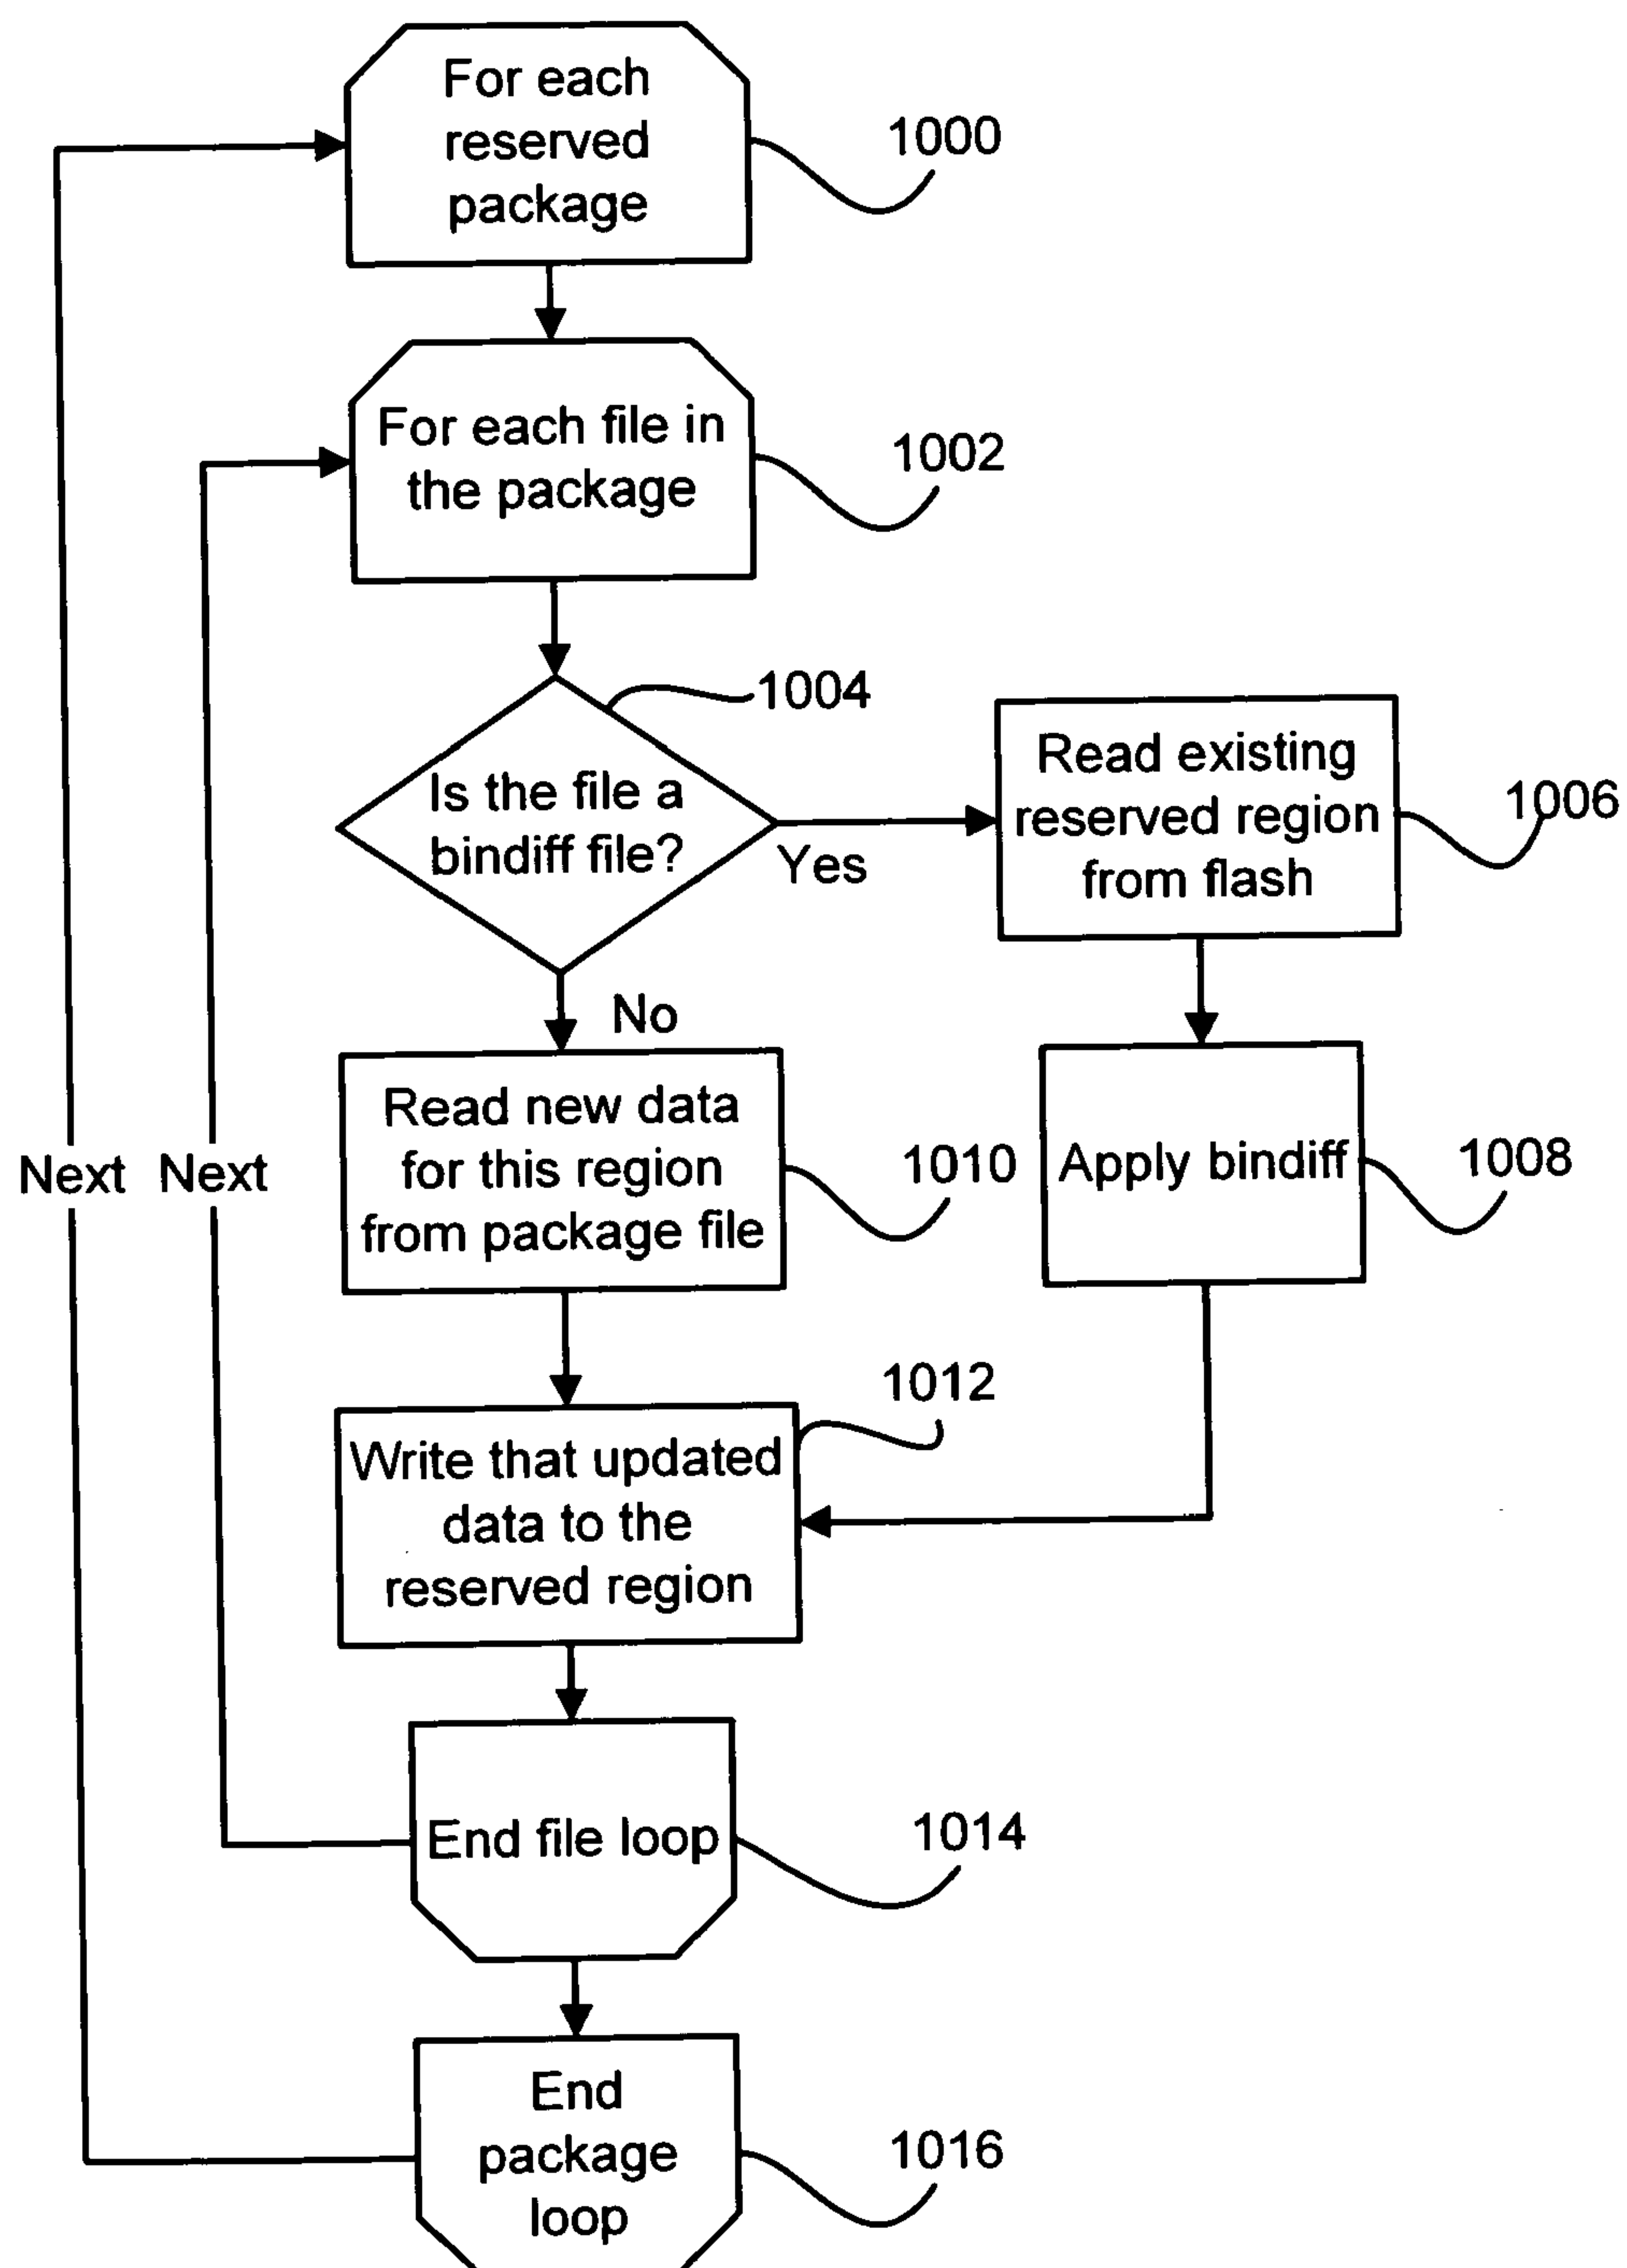 For each
reserved
package
1000
For each file in
the package
1002
1004
Is the file a
bindiff file?
Yes
Read existing
reserved region
from flash
1006
No
Read new data
for this region
from package file
1010
Apply bindiff
1008
Next
Next
1012
Write that updated
data to the
reserved region
End file loop
1014
End
package
loop
1016